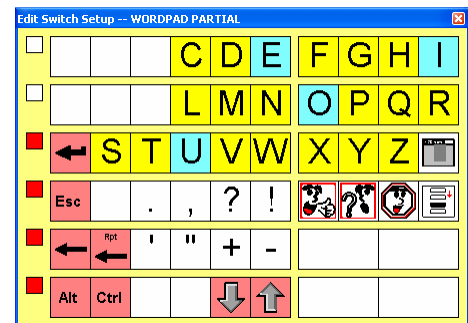 Edit Switch Setup -- WORDPAD PARTIAL
C D E F G H I
L M N O P Q R
S T U V W X Y Z
Esc . , ? !
Rpt ' " + -
Alt Ctrl